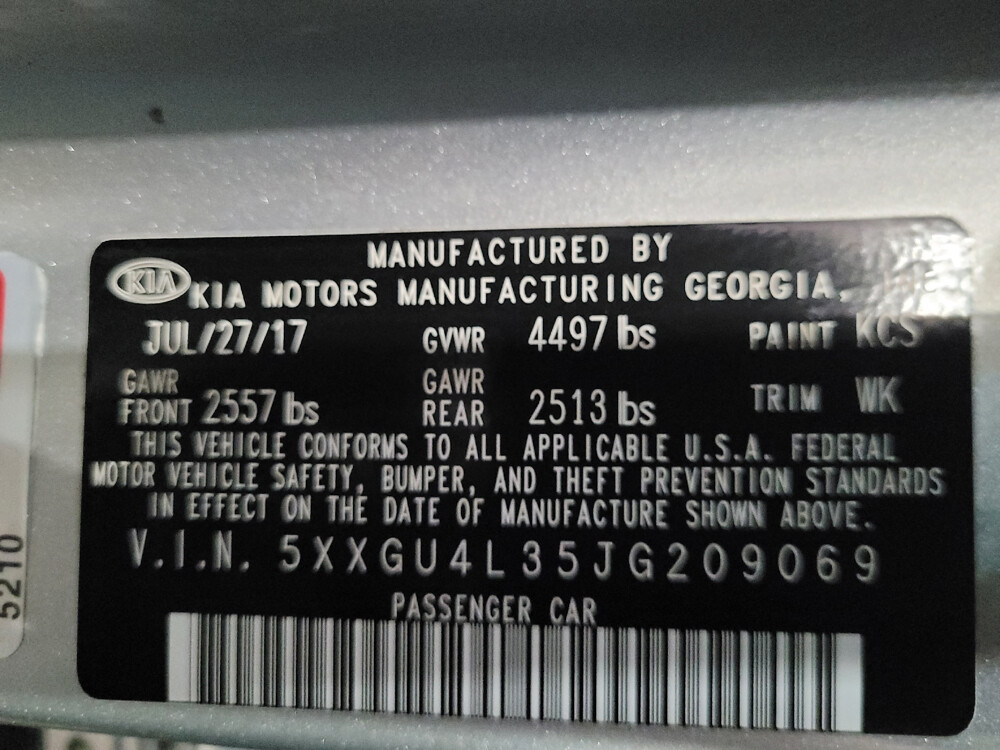 MANUFACTURED BY
KIA KIA MOTORS MANUFACTURING GEORGIA,
JUL/27/17 GVWR 4497 lbs PAINT KCS
GAWR FRONT 2557 lbs GAWR REAR 2513 lbs TRIM WK
THIS VEHICLE CONFORMS TO ALL APPLICABLE U.S.A. FEDERAL
MOTOR VEHICLE SAFETY, BUMPER, AND THEFT PREVENTION STANDARDS
IN EFFECT ON THE DATE OF MANUFACTURE SHOWN ABOVE.
V.I.N. 5XXGU4L35JG209069
PASSENGER CAR
5210